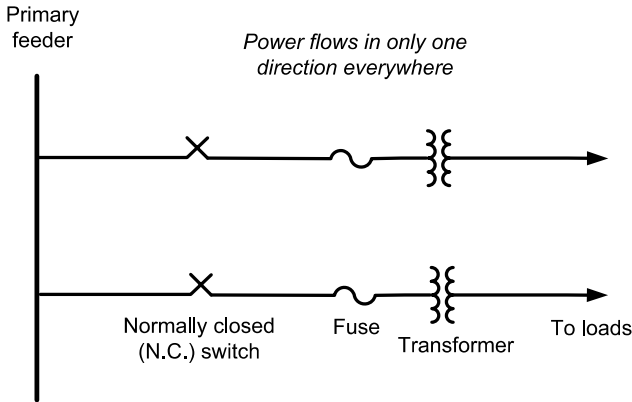 Primary
feeder
Power flows in only one
direction everywhere
Normally closed
(N.C.) switch
Fuse
Transformer
To loads